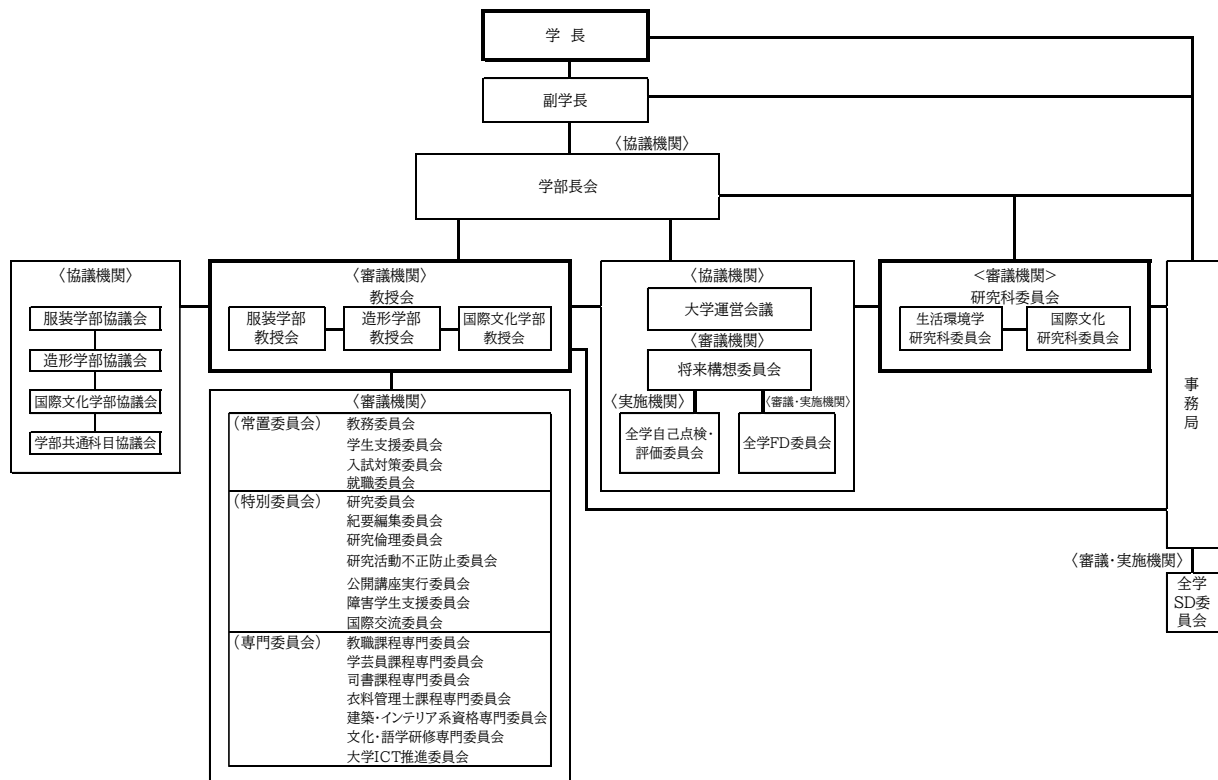 学 長
副学長
〈協議機関〉
学部長会
〈協議機関〉
服装学部協議会
造形学部協議会
国際文化学部協議会
学部共通科目協議会
〈審議機関〉
教授会
服装学部
教授会
造形学部
教授会
国際文化学部
教授会
〈協議機関〉
大学運営会議
〈審議機関〉
将来構想委員会
〈実施機関〉
全学自己点検・
評価委員会
〈審議・実施機関〉
全学FD委員会
<審議機関>
研究科委員会
生活環境学
研究科委員会
国際文化
研究科委員会
事務局
〈審議・実施機関〉
全学
SD委
員会
〈審議機関〉
(常置委員会) 教務委員会
学生支援委員会
入試対策委員会
就職委員会
(特別委員会) 研究委員会
紀要編集委員会
研究倫理委員会
研究活動不正防止委員会
公開講座実行委員会
障害学生支援委員会
国際交流委員会
(専門委員会) 教職課程専門委員会
学芸員課程専門委員会
司書課程専門委員会
衣料管理士課程専門委員会
建築・インテリア系資格専門委員会
文化・語学研修専門委員会
大学ICT推進委員会